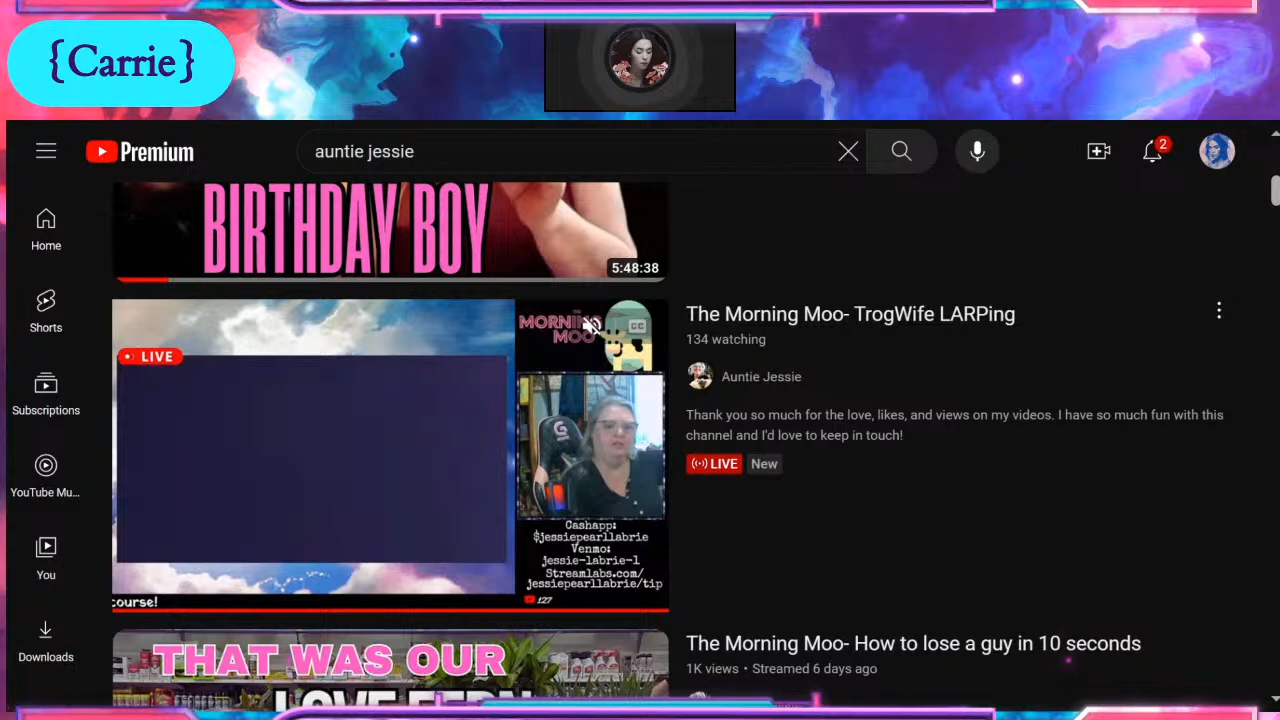 {Carrie}
Premium
auntie jessie
2
Home
Shorts
Subscriptions
YouTube Mu...
You
Downloads
BIRTHDAY BOY
5:48:38
LIVE
MORNING
MOO
CC
Cashapp:
$jessiepearllabrie
Venmo:
jessie-labrie-1
Streamlabs.com/
jessiepearllabrie/tip
127
course!
The Morning Moo- TrogWife LARPing
134 watching
Auntie Jessie
Thank you so much for the love, likes, and views on my videos. I have so much fun with this
channel and I'd love to keep in touch!
LIVE New
THAT WAS OUR
The Morning Moo- How to lose a guy in 10 seconds
1K views • Streamed 6 days ago